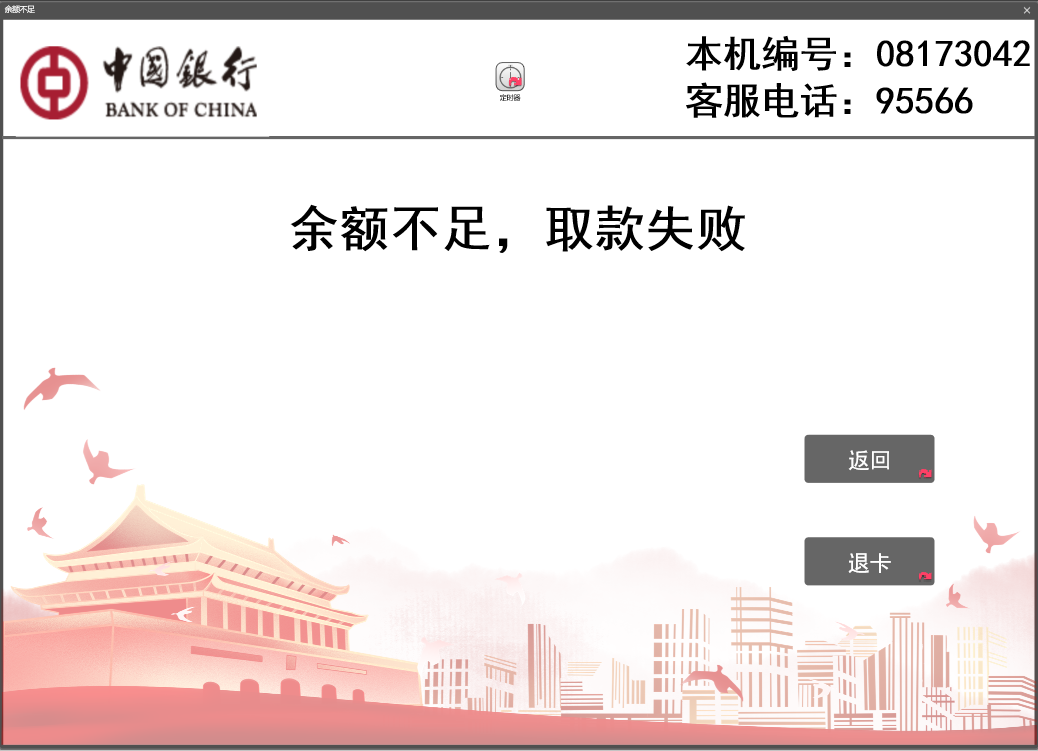 余额不足
中國銀行
BANK OF CHINA
定时器
本机编号：08173042
客服电话：95566
余额不足，取款失败
返回
退卡